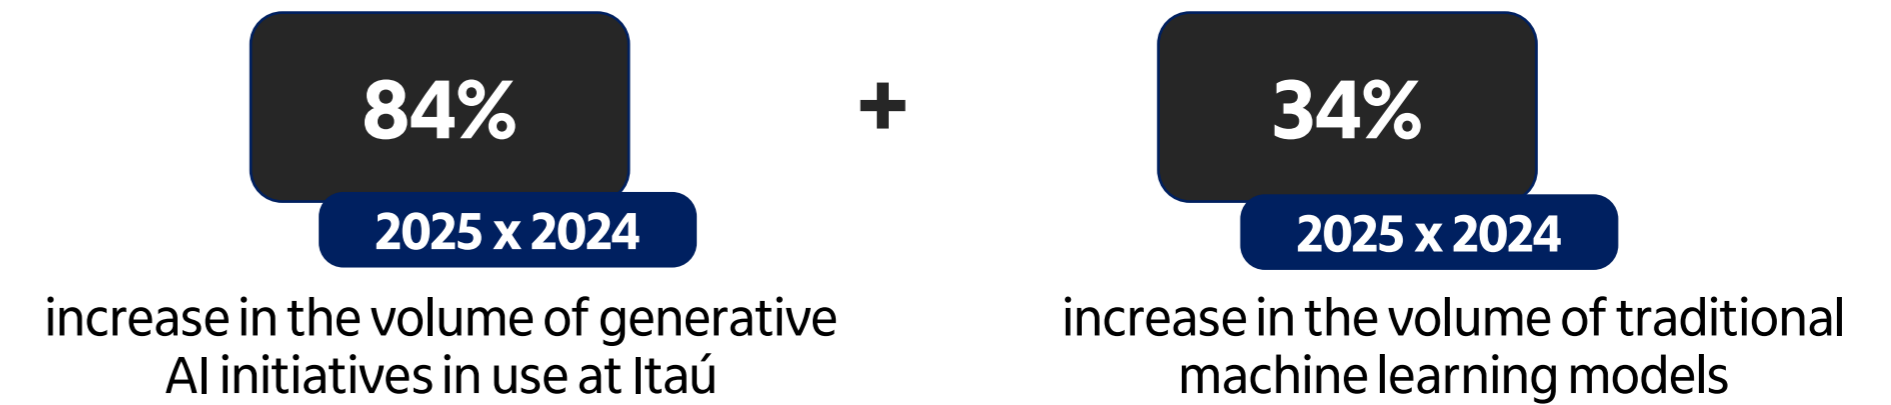 84%
2025 x 2024
increase in the volume of generative
AI initiatives in use at Itaú
+
34%
2025 x 2024
increase in the volume of traditional
machine learning models